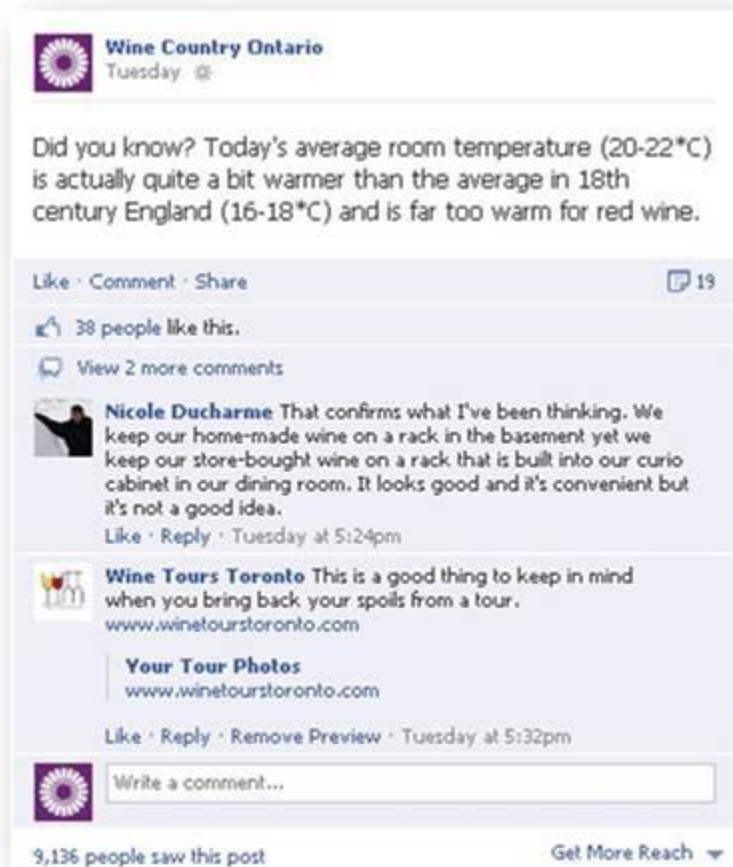 Wine Country Ontario
Tuesday
Did you know? Today's average room temperature (20-22*C)
is actually quite a bit warmer than the average in 18th
century England (16-18*C) and is far too warm for red wine.
Like · Comment · Share 19
38 people like this.
View 2 more comments
Nicole Ducharme That confirms what I've been thinking. We
keep our home-made wine on a rack in the basement yet we
keep our store-bought wine on a rack that is built into our curio
cabinet in our dining room. It looks good and it's convenient but
it's not a good idea.
Like · Reply · Tuesday at 5:24pm
Wine Tours Toronto This is a good thing to keep in mind
when you bring back your spoils from a tour.
www.winetourstoronto.com
Your Tour Photos
www.winetourstoronto.com
Like · Reply · Remove Preview · Tuesday at 5:32pm
Write a comment...
9,136 people saw this post Get More Reach